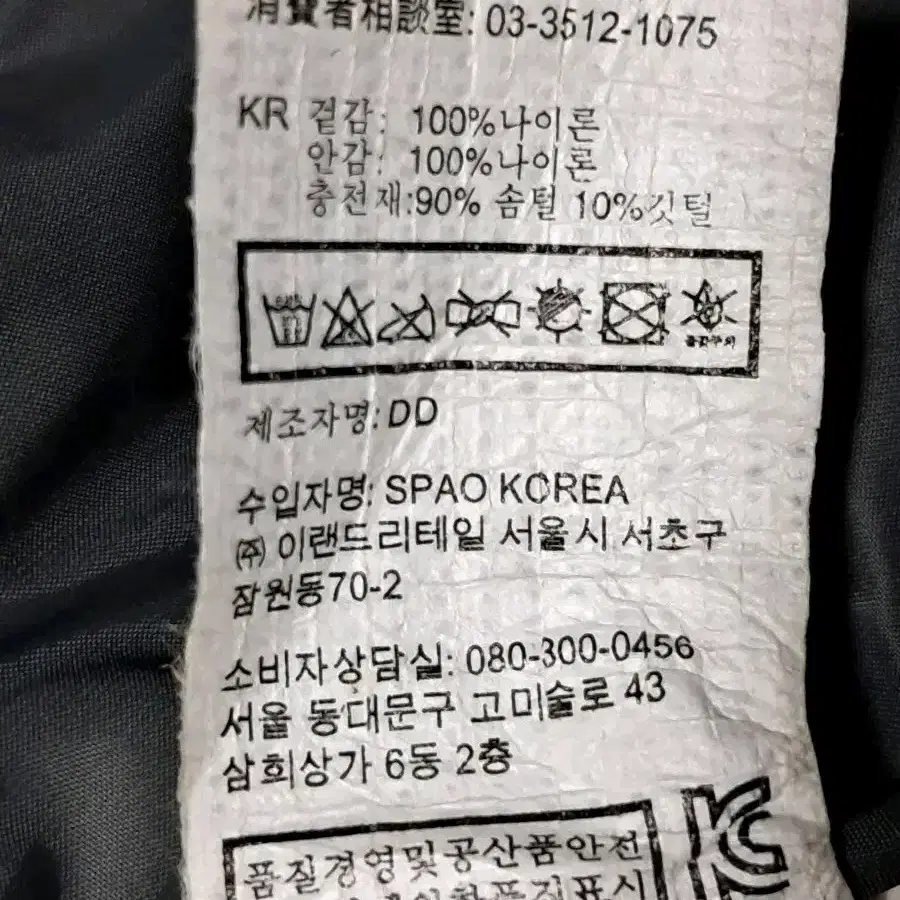 消費者相談室: 03-3512-1075
KR 겉감: 100%나이론
안감: 100%나이론
충전재:90% 솜털 10%깃털
제조자명: DD
수입자명: SPAO KOREA
㈜ 이랜드리테일 서울시 서초구
잠원동70-2
소비자상담실: 080-300-0456
서울 동대문구 고미술로 43
삼희상가 6동 2층
품질경영및공산품안전
품질표시